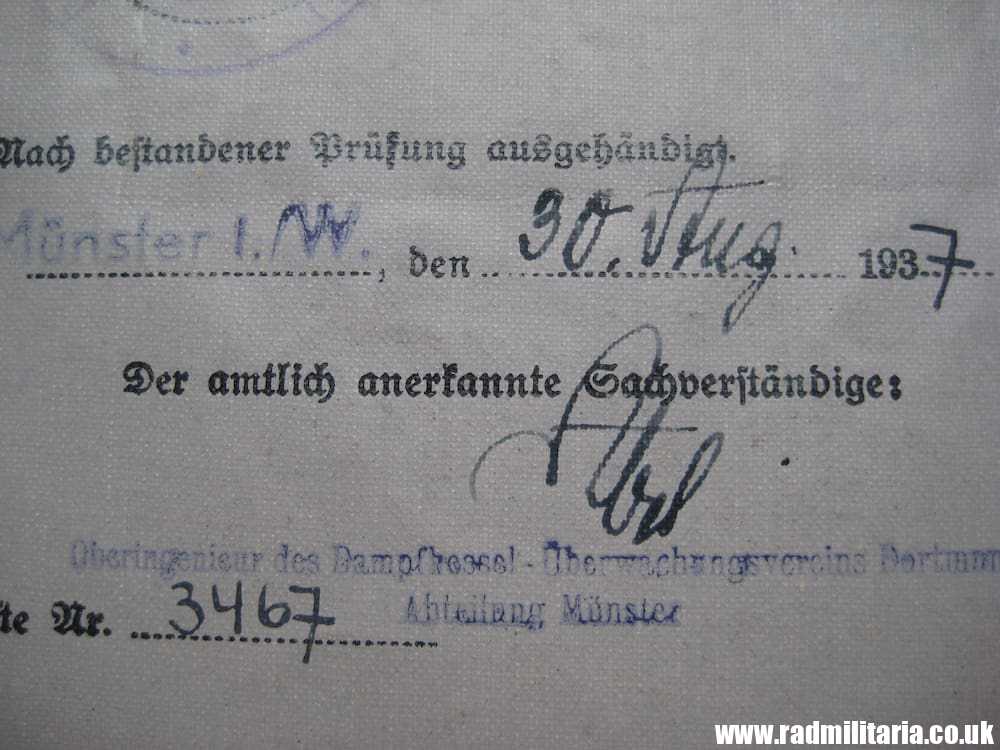 Nach bestandener Prüfung ausgehändigt.
Münster i./W., den 30. Aug. 1937
Der amtlich anerkannte Sachverständige:
Oberingenieur des Dampfkessel-Überwachungsvereins Dortmun
Abteilung Münster
te Nr. 3467
www.radmilitaria.co.uk